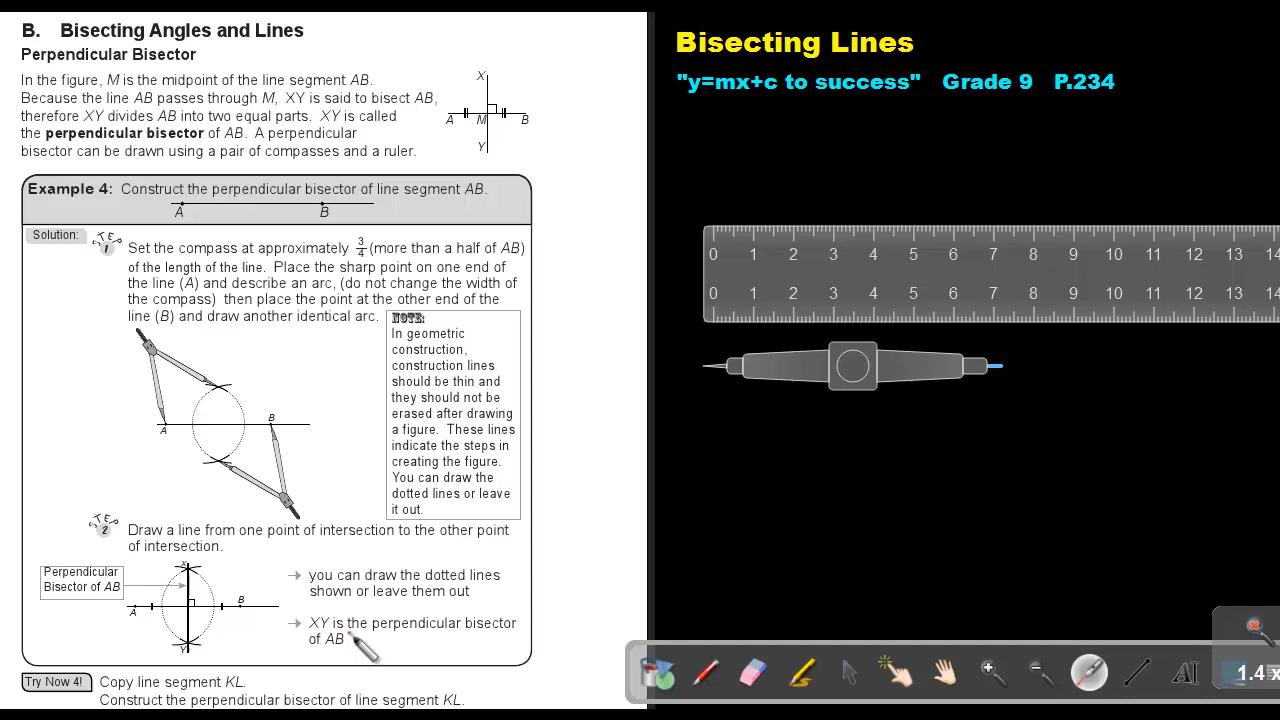 B. Bisecting Angles and Lines
Perpendicular Bisector
In the figure, M is the midpoint of the line segment AB.
Because the line AB passes through M, XY is said to bisect AB,
therefore XY divides AB into two equal parts. XY is called
the perpendicular bisector of AB. A perpendicular
bisector can be drawn using a pair of compasses and a ruler.
X
A M B
Y
Example 4: Construct the perpendicular bisector of line segment AB.
A B
Solution:
STEP 1
Set the compass at approximately 3/4 (more than a half of AB)
of the length of the line. Place the sharp point on one end of
the line (A) and describe an arc, (do not change the width of
the compass) then place the point at the other end of the
line (B) and draw another identical arc.
NOTE:
In geometric
construction,
construction lines
should be thin and
they should not be
erased after drawing
a figure. These lines
indicate the steps in
creating the figure.
You can draw the
dotted lines or leave
it out.
A B
STEP 2
Draw a line from one point of intersection to the other point
of intersection.
Perpendicular
Bisector of AB
X
A B
Y
→ you can draw the dotted lines
shown or leave them out
→ XY is the perpendicular bisector
of AB
Try Now 4! Copy line segment KL.
Construct the perpendicular bisector of line segment KL.
Bisecting Lines
"y=mx+c to success" Grade 9 P.234
0 1 2 3 4 5 6 7 8 9 10 11 12 13 14
0 1 2 3 4 5 6 7 8 9 10 11 12 13 14
AI
1.4 x